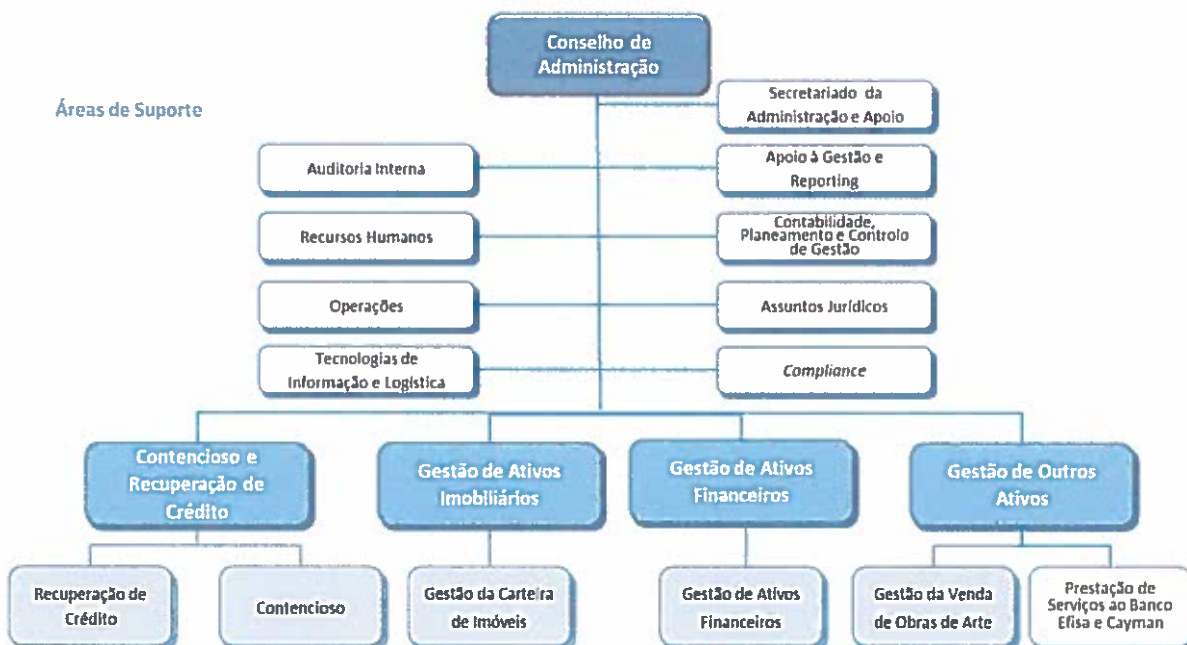 Conselho de
Administração
Áreas de Suporte
Secretariado da
Administração e Apoio
Auditoria Interna
Apoio à Gestão e
Reporting
Recursos Humanos
Contabilidade,
Planeamento e Controlo
de Gestão
Operações
Assuntos Jurídicos
Tecnologias de
Informação e Logística
Compliance
Contencioso e
Recuperação de
Crédito
Gestão de Ativos
Imobiliários
Gestão de Ativos
Financeiros
Gestão de Outros
Ativos
Recuperação de
Crédito
Contencioso
Gestão da Carteira
de Imóveis
Gestão de Ativos
Financeiros
Gestão da Venda
de Obras de Arte
Prestação de
Serviços ao Banco
Efisa e Cayman